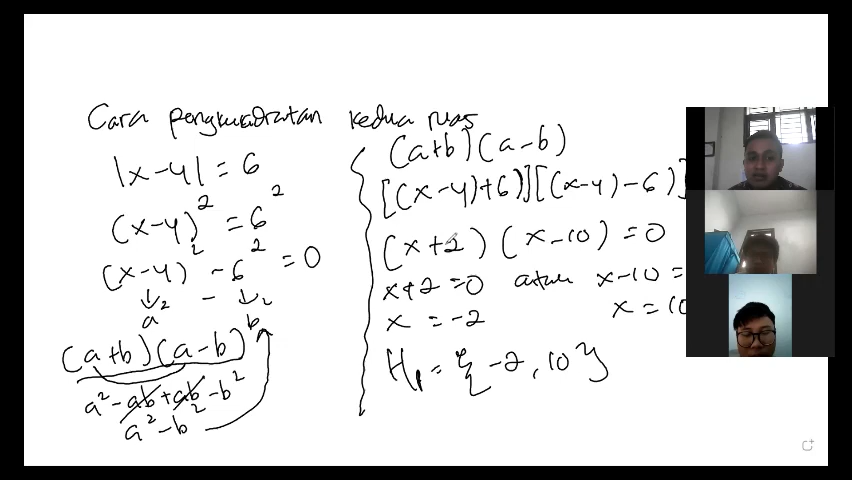 Cara pengkuadratan kedua ruas
|x-4| = 6
(x-4)² = 6²
(x-4)² - 6² = 0
↓ - ↓
a² b²
(a+b)(a-b)
a² - ab + ab - b²
a² - b²
(a+b)(a-b)
[(x-4)+6)][(x-4)-6)]
(x+2)(x-10) = 0
x+2 = 0 atau x-10 =
x = -2 x = 10
Hp = {-2, 10}